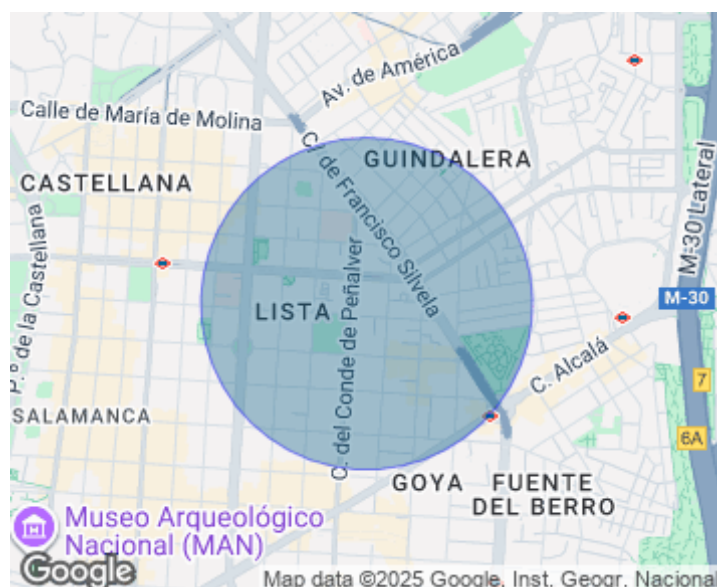 Av. de América
Calle de María de Molina
GUINDALERA
CASTELLANA
C. de Francisco Silvela
M-30 Lateral
P.º de la Castellana
LISTA
C. del Conde de Peñalver
M-30
C. Alcalá
7
SALAMANCA
6A
GOYA
FUENTE
DEL BERRO
Museo Arqueológico
Nacional (MAN)
Google
Map data ©2025 Google, Inst. Geogr. Nacional